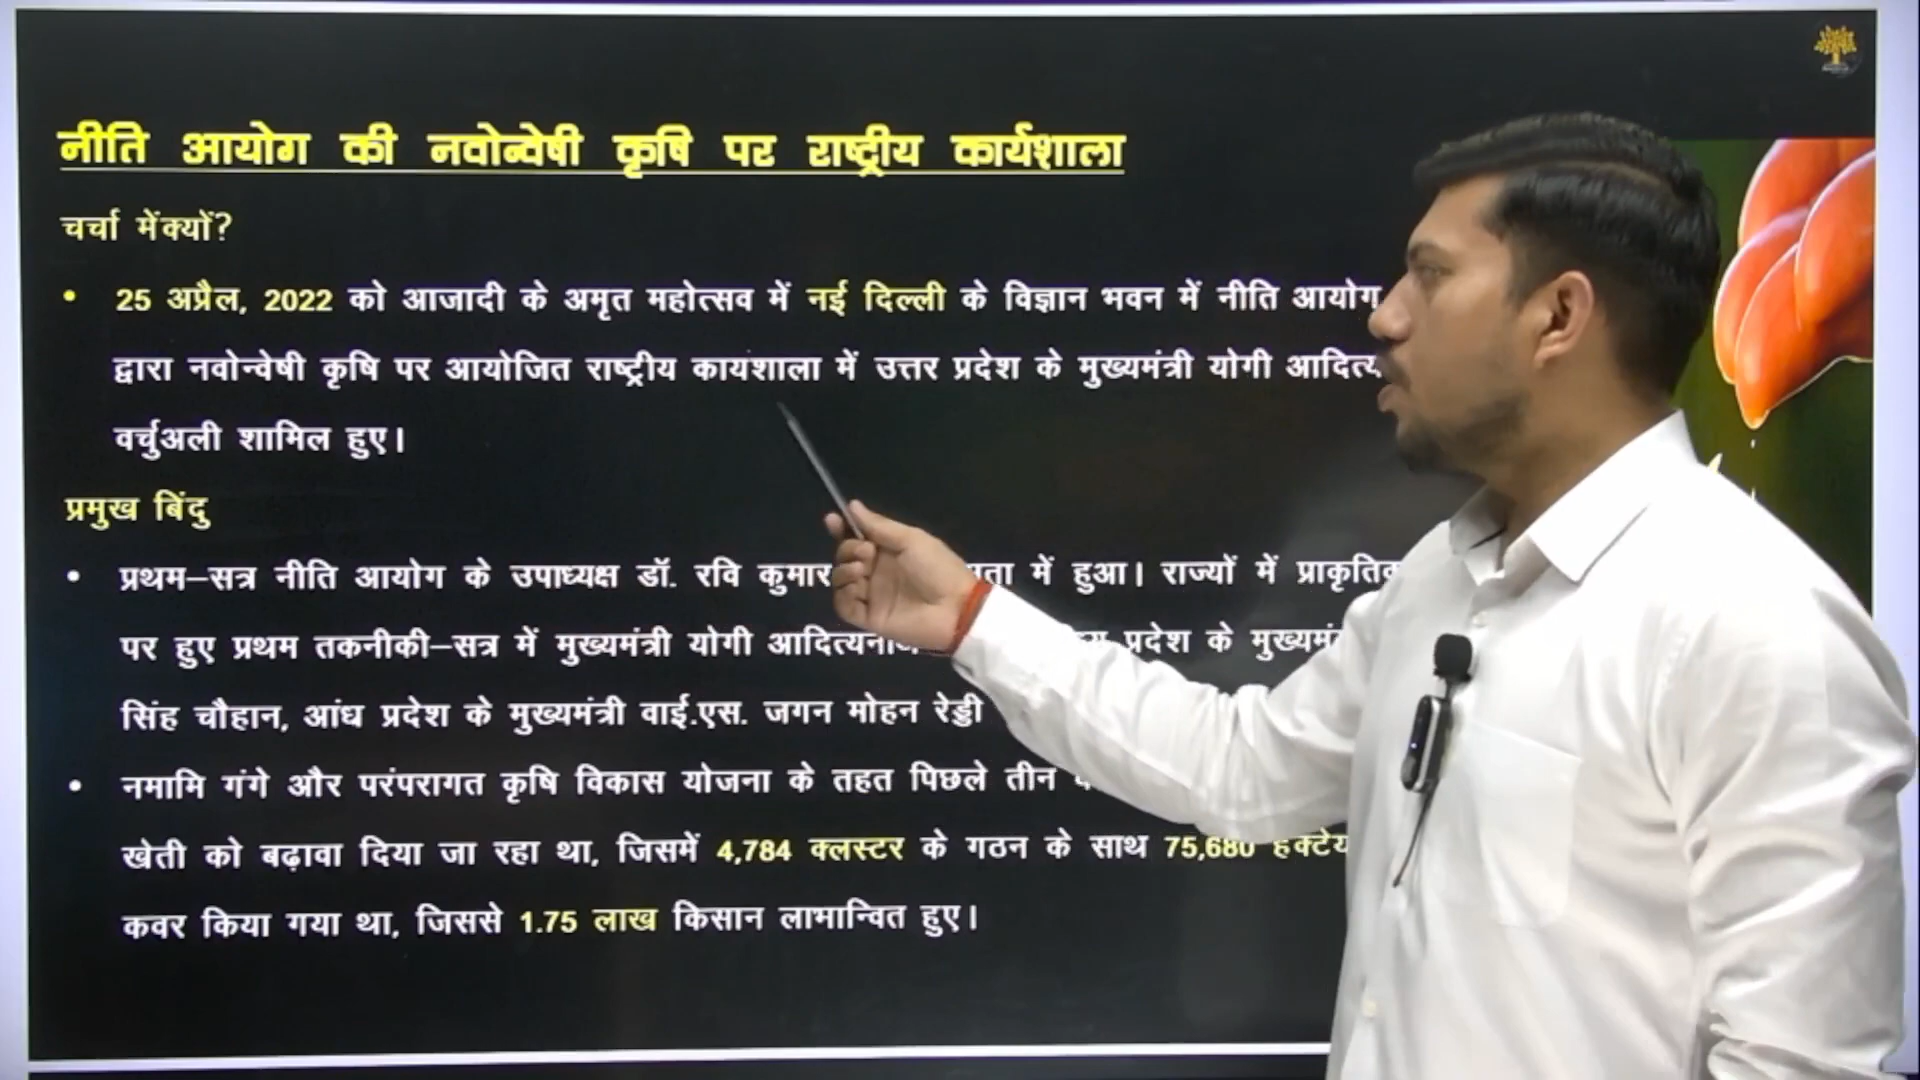 नीति आयोग की नवोन्वेषी कृषि पर राष्ट्रीय कार्यशाला
चर्चा मेंक्यों?
• 25 अप्रैल, 2022 को आजादी के अमृत महोत्सव में नई दिल्ली के विज्ञान भवन में नीति आयोग
द्वारा नवोन्वेषी कृषि पर आयोजित राष्ट्रीय कायशाला में उत्तर प्रदेश के मुख्यमंत्री योगी
वर्चुअली शामिल हुए।
प्रमुख बिंदु
• प्रथम–सत्र नीति आयोग के उपाध्यक्ष डॉ. रवि कुमार में हुआ। राज्यों में
पर हुए प्रथम तकनीकी–सत्र में मुख्यमंत्री योगी प्रदेश के
सिंह चौहान, आंध्र प्रदेश के मुख्यमंत्री वाई.एस. जगन मोहन रेड्डी
• नमामि गंगे और परंपरागत कृषि विकास योजना के तहत पिछले तीन
खेती को बढ़ावा दिया जा रहा था, जिसमें 4,784 क्लस्टर के गठन के साथ 75,680
कवर किया गया था, जिससे 1.75 लाख किसान लाभान्वित हुए।